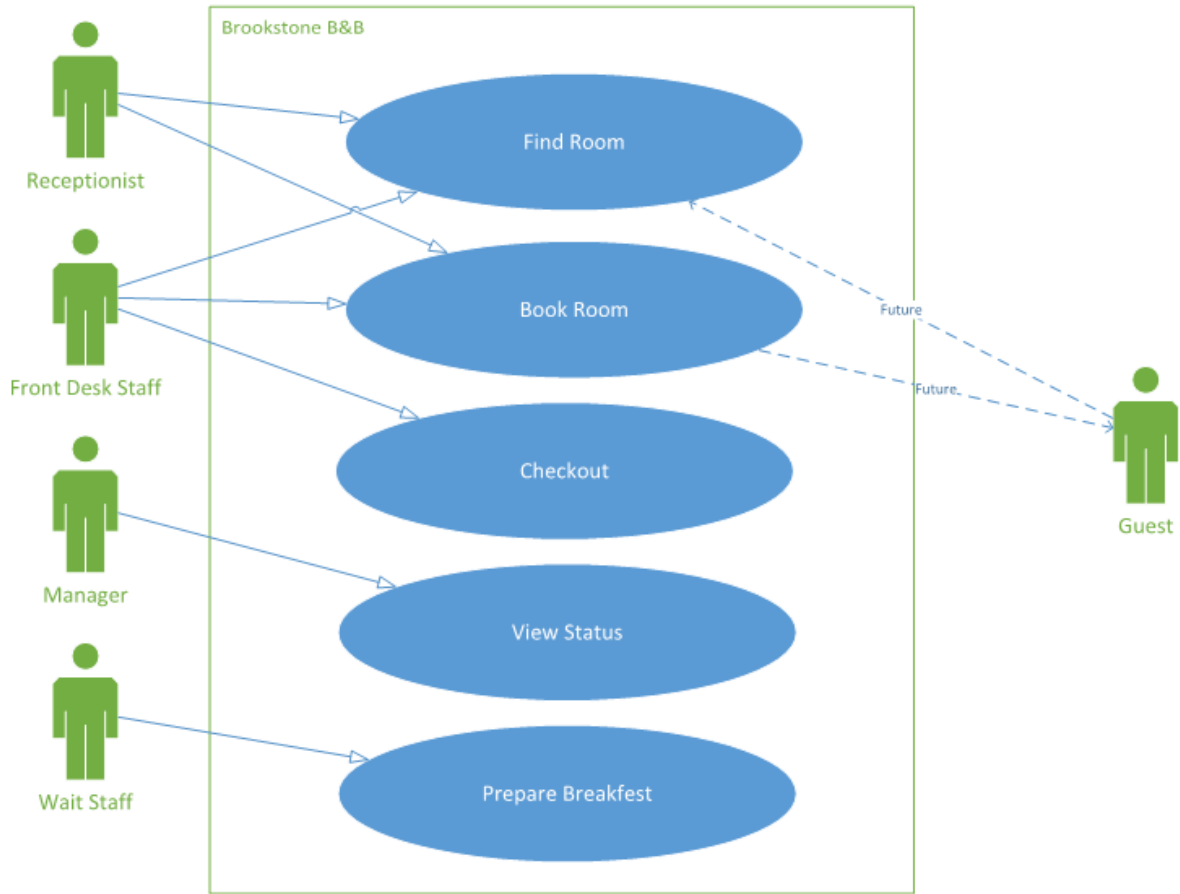 Brookstone B&B
Find Room
Receptionist
Book Room
Future
Front Desk Staff
Future
Checkout
Guest
Manager
View Status
Wait Staff
Prepare Breakfest